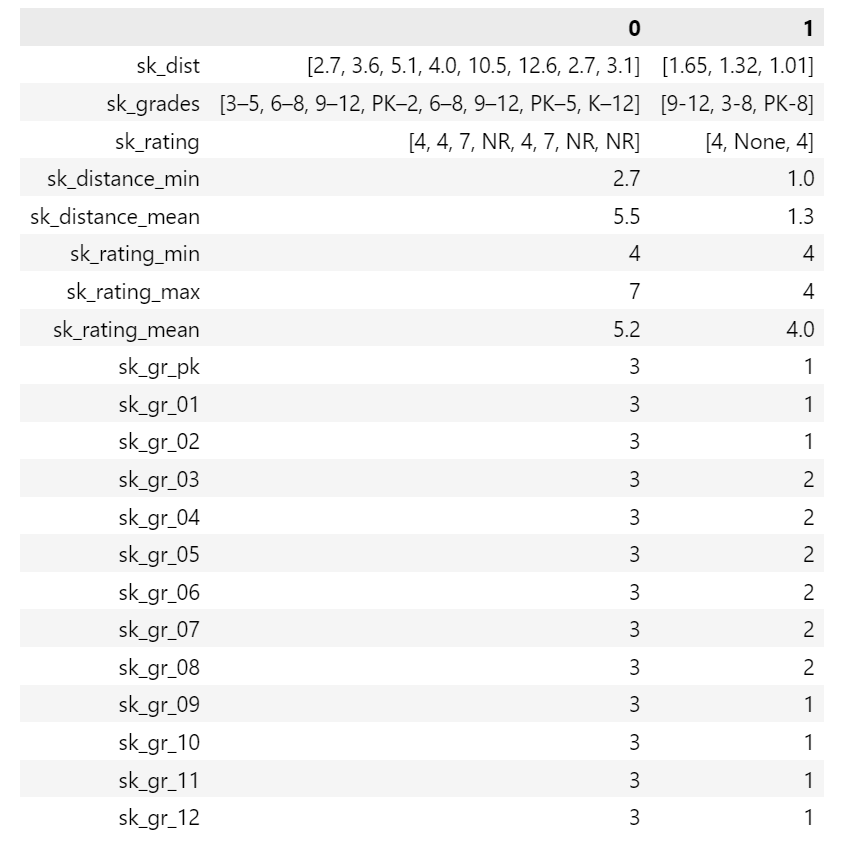 0 1
sk_dist [2.7, 3.6, 5.1, 4.0, 10.5, 12.6, 2.7, 3.1] [1.65, 1.32, 1.01]
sk_grades [3–5, 6–8, 9–12, PK–2, 6–8, 9–12, PK–5, K–12] [9-12, 3-8, PK-8]
sk_rating [4, 4, 7, NR, 4, 7, NR, NR] [4, None, 4]
sk_distance_min 2.7 1.0
sk_distance_mean 5.5 1.3
sk_rating_min 4 4
sk_rating_max 7 4
sk_rating_mean 5.2 4.0
sk_gr_pk 3 1
sk_gr_01 3 1
sk_gr_02 3 1
sk_gr_03 3 2
sk_gr_04 3 2
sk_gr_05 3 2
sk_gr_06 3 2
sk_gr_07 3 2
sk_gr_08 3 2
sk_gr_09 3 1
sk_gr_10 3 1
sk_gr_11 3 1
sk_gr_12 3 1